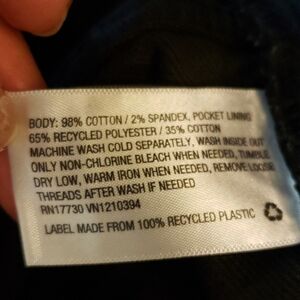 BODY: 98% COTTON / 2% SPANDEX, POCKET LINING
65% RECYCLED POLYESTER / 35% COTTON
MACHINE WASH COLD SEPARATELY, WASH INSIDE OUT
ONLY NON-CHLORINE BLEACH WHEN NEEDED, TUMBLE
DRY LOW, WARM IRON WHEN NEEDED, REMOVE LOOSE
THREADS AFTER WASH IF NEEDED
RN17730 VN1210394
LABEL MADE FROM 100% RECYCLED PLASTIC